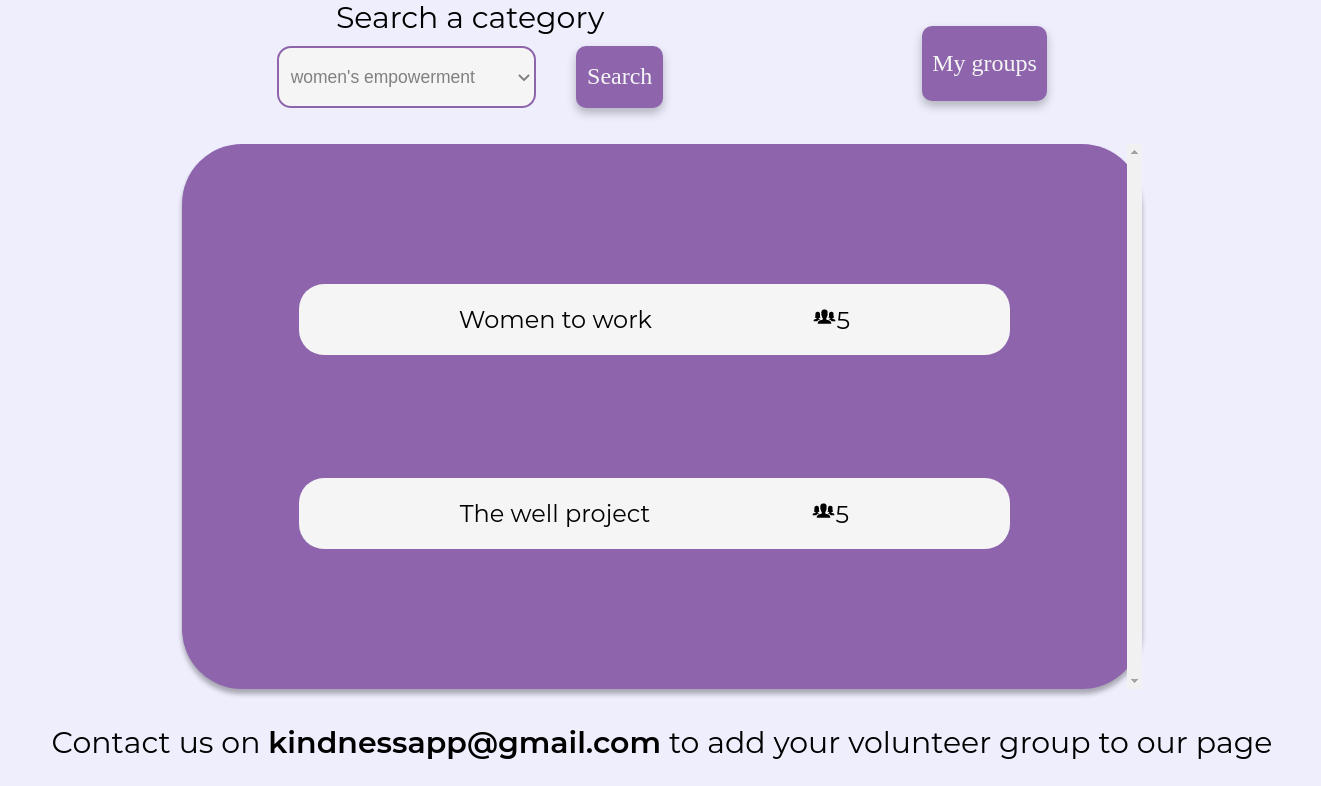 Search a category
women's empowerment
Search
My groups
Women to work 5
The well project 5
Contact us on kindnessapp@gmail.com to add your volunteer group to our page